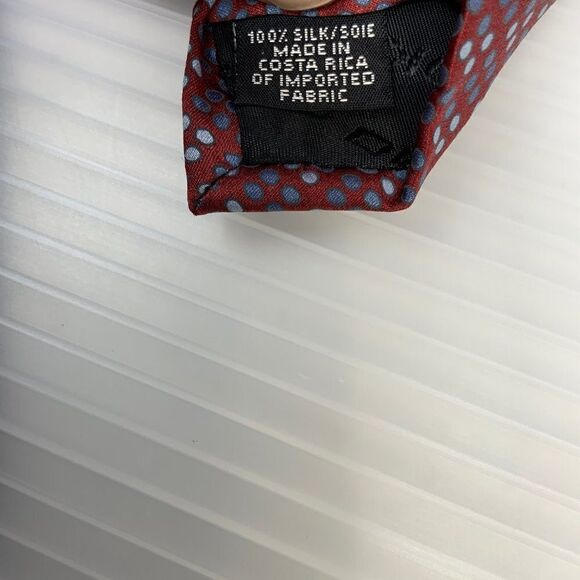 100% SILK/SOIE
MADE IN
COSTA RICA
OF IMPORTED
FABRIC